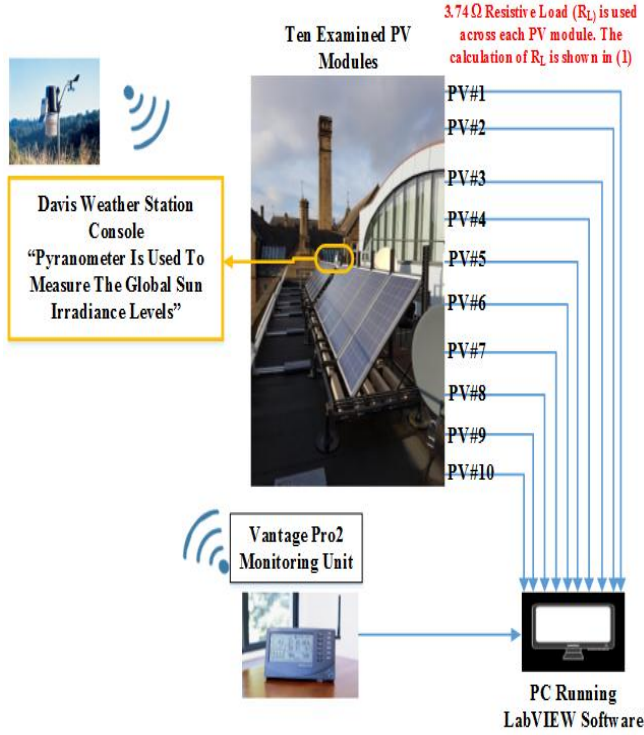 3.74 Ω Resistive Load (RL) is used
across each PV module. The
calculation of RL is shown in (1)
Ten Examined PV
Modules
PV#1
PV#2
PV#3
PV#4
PV#5
PV#6
PV#7
PV#8
PV#9
PV#10
Davis Weather Station
Console
“Pyranometer Is Used To
Measure The Global Sun
Irradiance Levels”
Vantage Pro2
Monitoring Unit
PC Running
LabVIEW Software